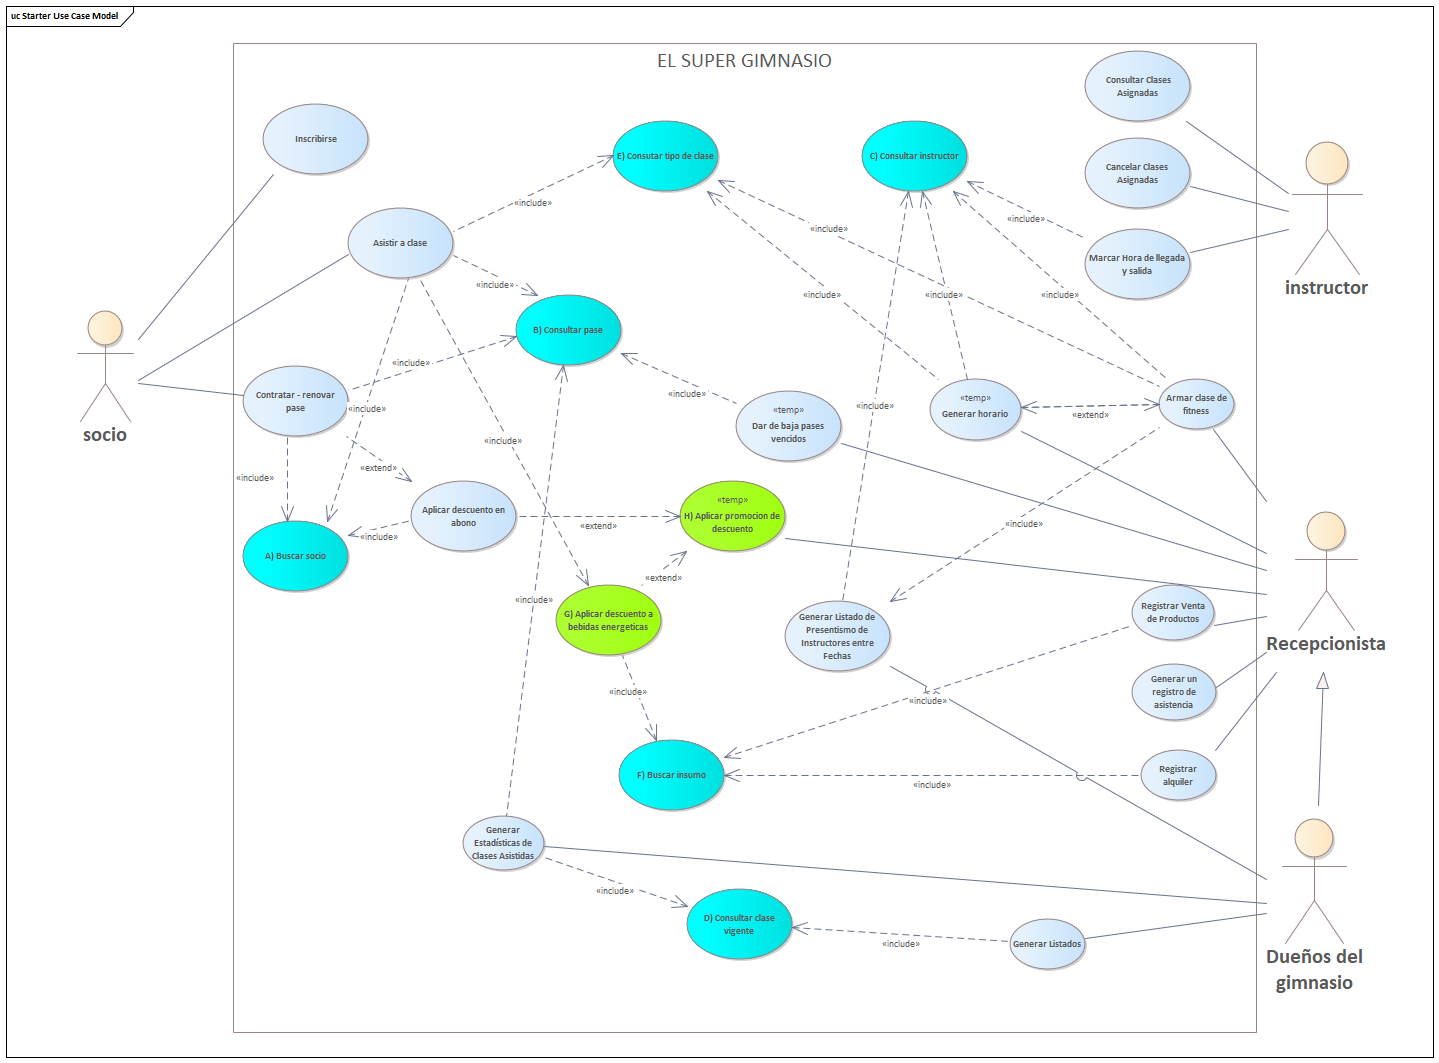 uc Starter Use Case Model
EL SUPER GIMNASIO
Consultar Clases
Asignadas
Inscribirse
E) Consutar tipo de clase
C) Consultar instructor
Cancelar Clases
Asignadas
«include»
«include»
«include»
Asistir a clase
Marcar Hora de llegada
y salida
instructor
«include»
«include»
«include»
«include»
B) Consultar pase
socio
«include»
Contratar - renovar
pase
«include»
«include»
«include»
«temp»
Dar de baja pases
vencidos
«temp»
Generar horario
Armar clase de
fitness
«extend»
«include»
«include»
«extend»
«include»
Aplicar descuento en
abono
«temp»
H) Aplicar promocion de
descuento
«extend»
«include»
«include»
A) Buscar socio
«extend»
«include»
G) Aplicar descuento a
bebidas energeticas
Generar Listado de
Presentismo de
Instructores entre
Fechas
Registrar Venta
de Productos
Recepcionista
«include»
«include»
Generar un
registro de
asistencia
F) Buscar insumo
Registrar
alquiler
«include»
Generar
Estadísticas de
Clases Asistidas
«include»
D) Consultar clase
vigente
«include»
Generar Listados
Dueños del
gimnasio